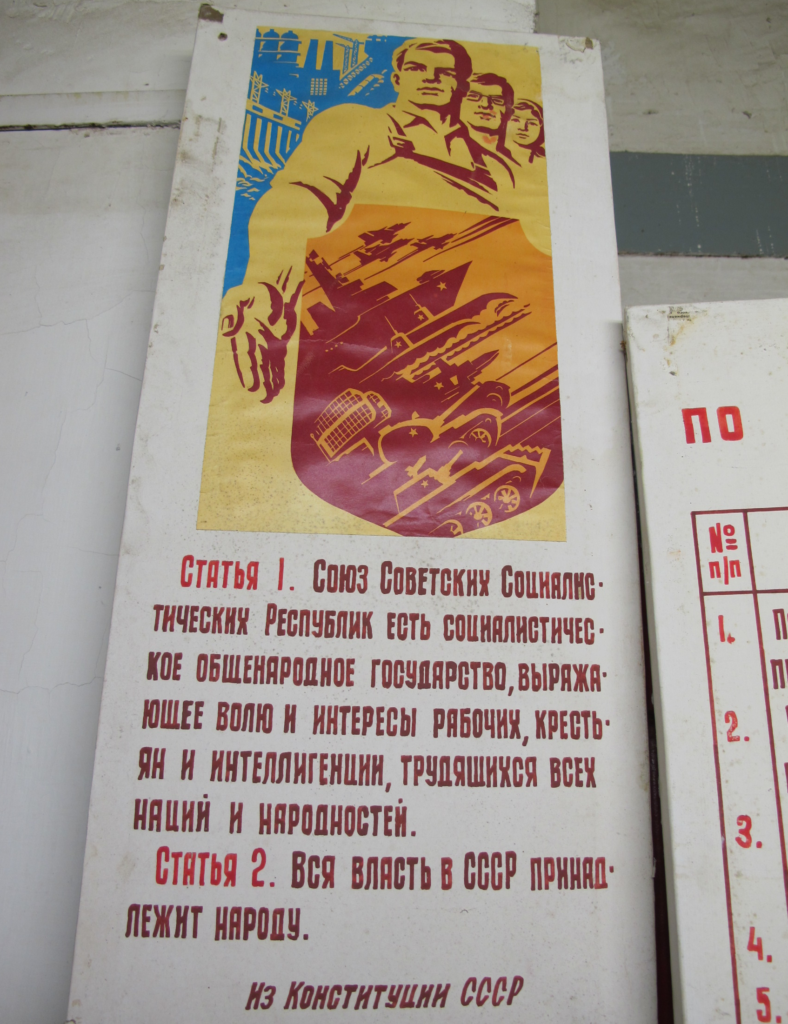 Статья 1. Союз Советских Социалис-
тических Республик есть социалистичес-
кое общенародное государство, выража-
ющее волю и интересы рабочих, кресть-
ян и интеллигенции, трудящихся всех
наций и народностей.
Статья 2. Вся власть в СССР принад-
лежит народу.
Из Конституции СССР
ПО
№ п/п
1.
2.
3.
4.
5.